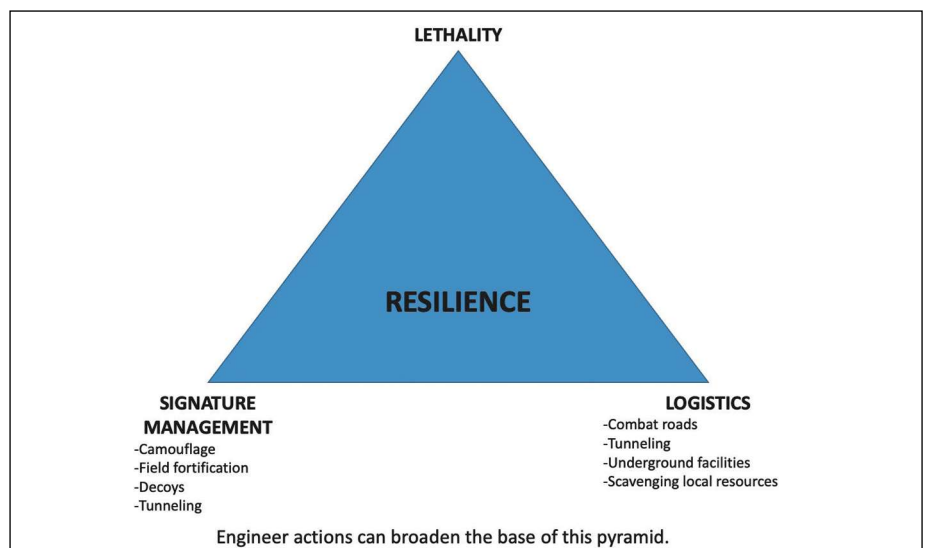 LETHALITY
RESILIENCE
SIGNATURE
MANAGEMENT
-Camouflage
-Field fortification
-Decoys
-Tunneling
LOGISTICS
-Combat roads
-Tunneling
-Underground facilities
-Scavenging local resources
Engineer actions can broaden the base of this pyramid.